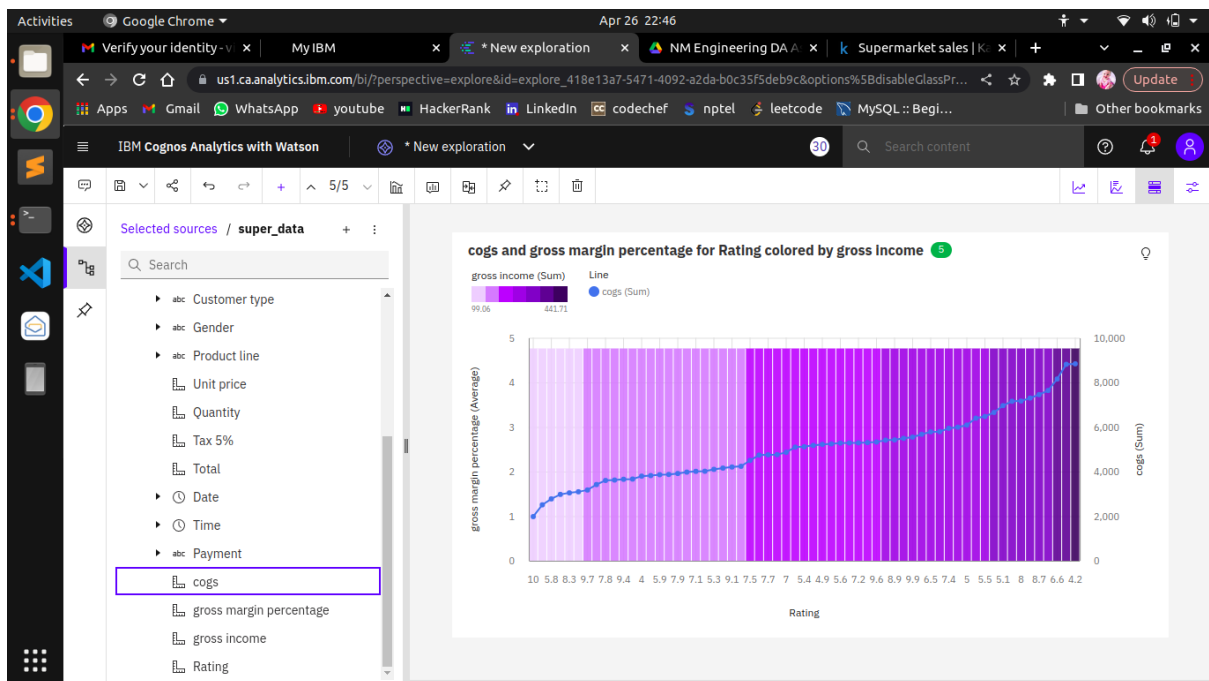 Activities Google Chrome Apr 26 22:46
Verify your identity - v My IBM * New exploration NM Engineering DA A Supermarket sales | Ka
us1.ca.analytics.ibm.com/bi/?perspective=explore&id=explore_418e13a7-5471-4092-a2da-b0c35f5deb9c&options%5BdisableGlassPr... Update
Apps Gmail WhatsApp youtube HackerRank LinkedIn codechef nptel leetcode MySQL :: Begi... Other bookmarks
IBM Cognos Analytics with Watson * New exploration 30 Search content 1
5/5
Selected sources / super_data
Search
abc Customer type
abc Gender
abc Product line
Unit price
Quantity
Tax 5%
Total
Date
Time
abc Payment
cogs
gross margin percentage
gross income
Rating
cogs and gross margin percentage for Rating colored by gross income 5
gross income (Sum) Line
cogs (Sum)
99.06 441.71
gross margin percentage (Average)
5
4
3
2
1
0
10,000
8,000
6,000
4,000
2,000
0
cogs (Sum)
10 5.8 8.3 9.7 7.8 9.4 4 5.9 7.9 7.1 5.3 9.1 7.5 7.7 7 5.4 4.9 5.6 7.2 9.6 8.9 9.9 6.5 7.4 5 5.5 5.1 8 8.7 6.6 4.2
Rating